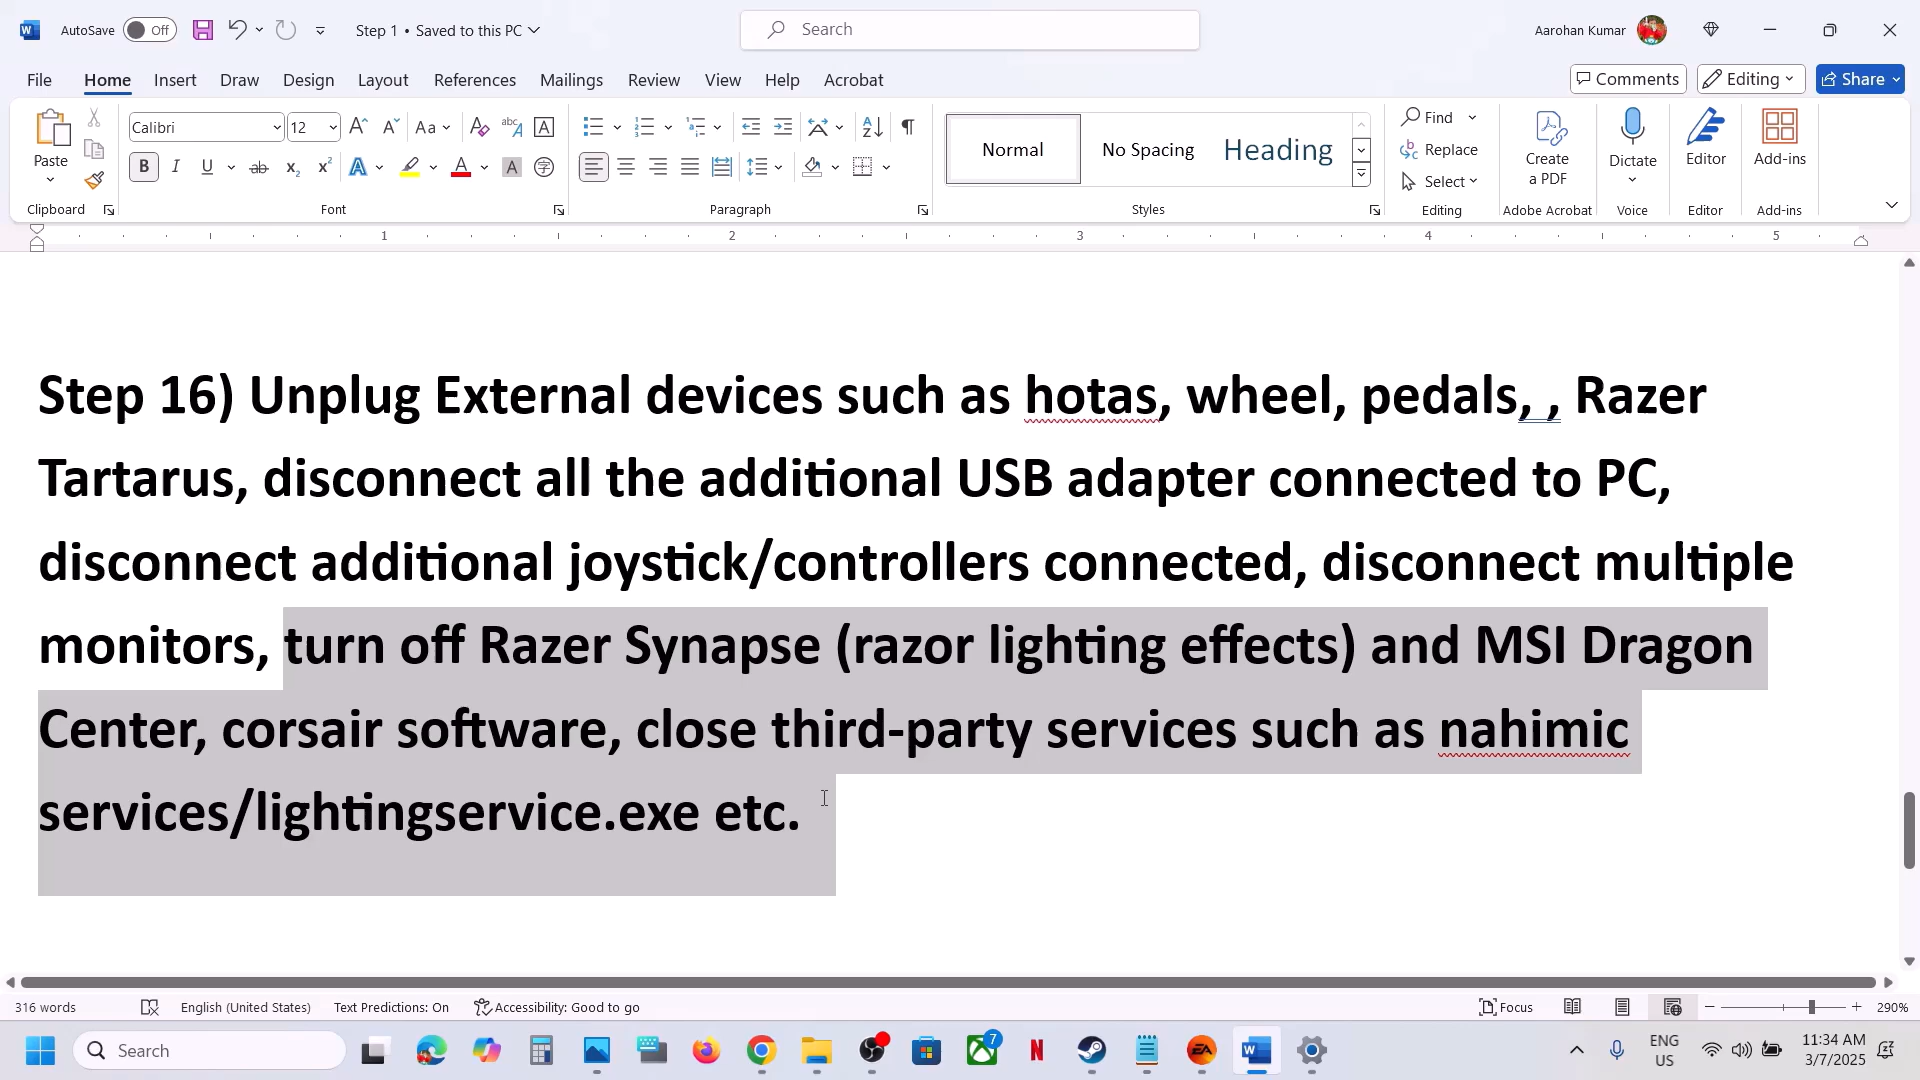 AutoSave
Off
Step 1 • Saved to this PC
Search
Aarohan Kumar
File
Home
Insert
Draw
Design
Layout
References
Mailings
Review
View
Help
Acrobat
Comments
Editing
Share
Paste
Calibri
12
Aa
B
I
U
ab
Clipboard
Font
Paragraph
Normal
No Spacing
Heading
Styles
Find
Replace
Select
Editing
Create
a PDF
Adobe Acrobat
Dictate
Voice
Editor
Editor
Add-ins
Add-ins
1
2
3
4
5
Step 16) Unplug External devices such as hotas, wheel, pedals, , Razer
Tartarus, disconnect all the additional USB adapter connected to PC,
disconnect additional joystick/controllers connected, disconnect multiple
monitors, turn off Razer Synapse (razor lighting effects) and MSI Dragon
Center, corsair software, close third-party services such as nahimic
services/lightingservice.exe etc.
316 words
English (United States)
Text Predictions: On
Accessibility: Good to go
Focus
290%
Search
7
ENG
US
11:34 AM
3/7/2025